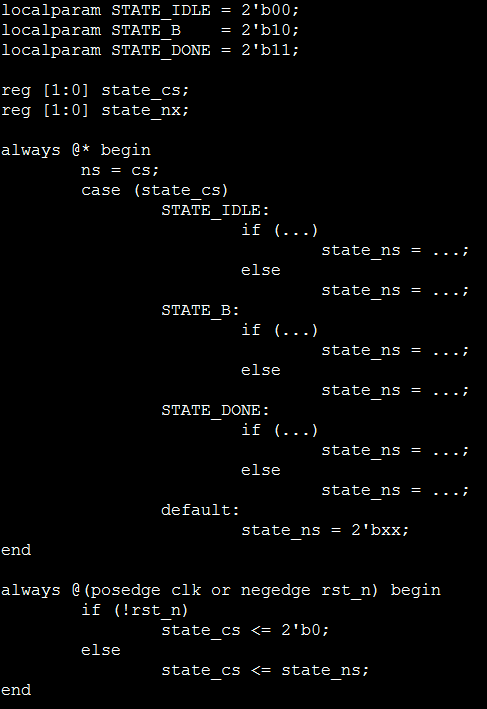 localparam STATE_IDLE = 2'b00;
localparam STATE_B    = 2'b10;
localparam STATE_DONE = 2'b11;

reg [1:0] state_cs;
reg [1:0] state_nx;

always @* begin
        ns = cs;
        case (state_cs)
                STATE_IDLE:
                        if (...)
                                state_ns = ...;
                        else
                                state_ns = ...;
                STATE_B:
                        if (...)
                                state_ns = ...;
                        else
                                state_ns = ...;
                STATE_DONE:
                        if (...)
                                state_ns = ...;
                        else
                                state_ns = ...;
                default:
                        state_ns = 2'bxx;
end

always @(posedge clk or negedge rst_n) begin
        if (!rst_n)
                state_cs <= 2'b0;
        else
                state_cs <= state_ns;
end